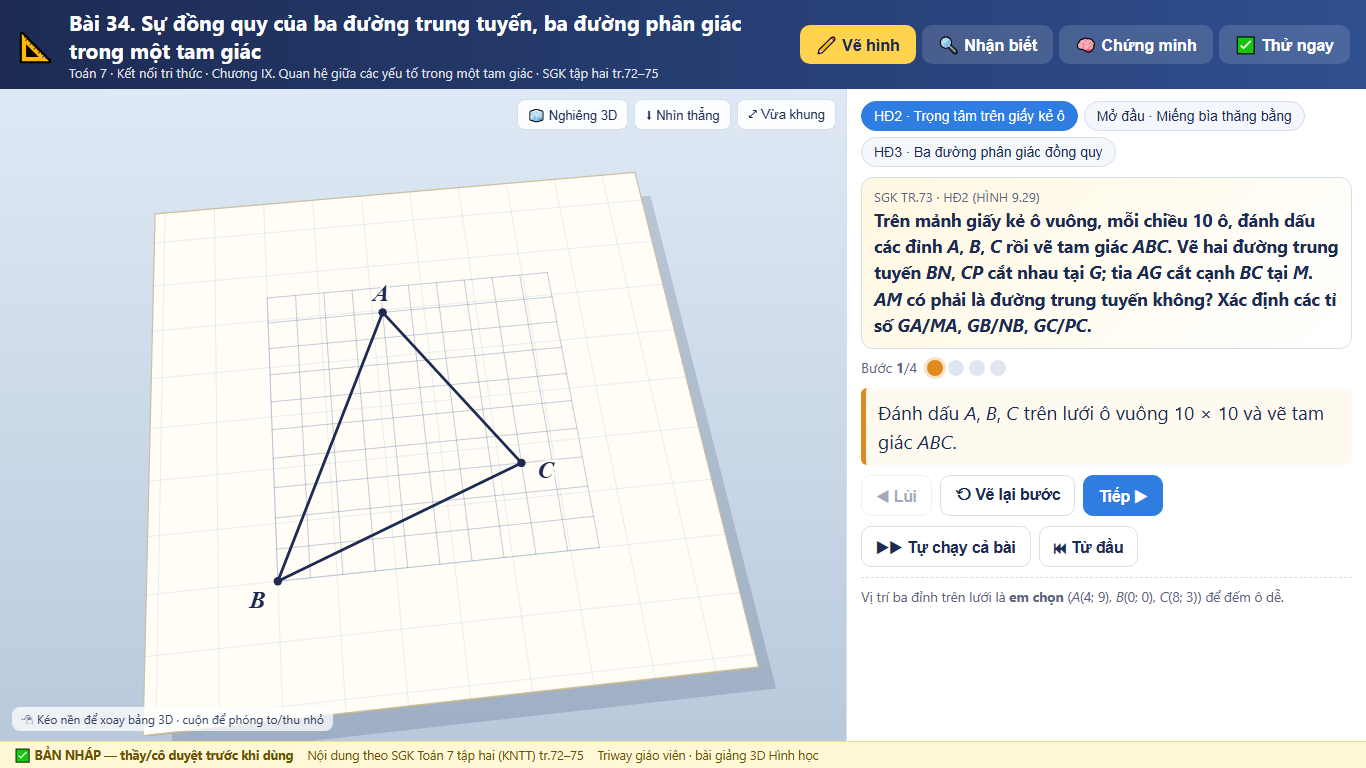 Bài 34. Sự đồng quy của ba đường trung tuyến, ba đường phân giác
trong một tam giác
Toán 7 · Kết nối tri thức · Chương IX. Quan hệ giữa các yếu tố trong một tam giác · SGK tập hai tr.72–75
Vẽ hình
Nhận biết
Chứng minh
Thử ngay
Nghiêng 3D
Nhìn thẳng
Vừa khung
A
B
C
Kéo nền để xoay bảng 3D · cuộn để phóng to/thu nhỏ
HĐ2 · Trọng tâm trên giấy kẻ ô
Mở đầu · Miếng bìa thăng bằng
HĐ3 · Ba đường phân giác đồng quy
SGK TR.73 · HĐ2 (HÌNH 9.29)
Trên mảnh giấy kẻ ô vuông, mỗi chiều 10 ô, đánh dấu
các đỉnh A, B, C rồi vẽ tam giác ABC. Vẽ hai đường trung
tuyến BN, CP cắt nhau tại G; tia AG cắt cạnh BC tại M.
AM có phải là đường trung tuyến không? Xác định các tỉ
số GA/MA, GB/NB, GC/PC.
Bước 1/4
Đánh dấu A, B, C trên lưới ô vuông 10 × 10 và vẽ tam
giác ABC.
◀ Lùi
Vẽ lại bước
Tiếp ▶
▶▶ Tự chạy cả bài
⏮ Từ đầu
Vị trí ba đỉnh trên lưới là em chọn (A(4; 9), B(0; 0), C(8; 3)) để đếm ô dễ.
✅ BẢN NHÁP — thầy/cô duyệt trước khi dùng Nội dung theo SGK Toán 7 tập hai (KNTT) tr.72–75 Triway giáo viên · bài giảng 3D Hình học